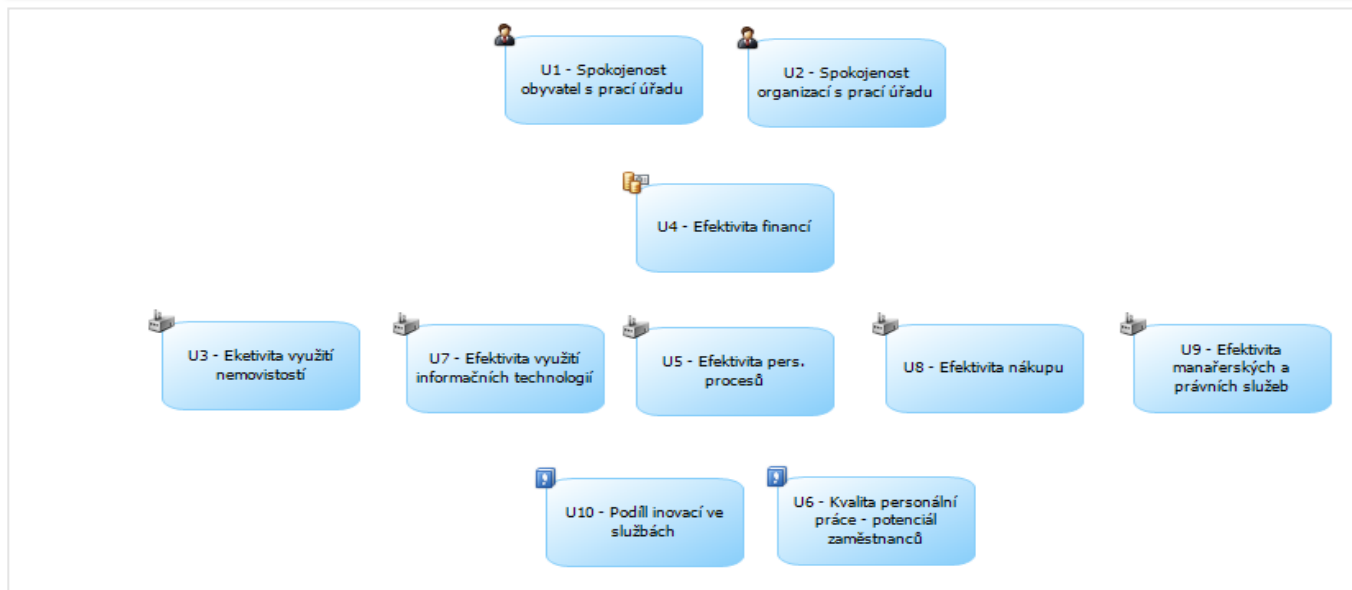 U1 - Spokojenost
obyvatel s prací úřadu
U2 - Spokojenost
organizací s prací úřadu
U4 - Efektivita financí
U3 - Eketivita využití
nemovistostí
U7 - Efektivita využití
informačních technologií
U5 - Efektivita pers.
procesů
U8 - Efektivita nákupu
U9 - Efektivita
manařerských a
právních služeb
U10 - Podíll inovací ve
službách
U6 - Kvalita personální
práce - potenciál
zaměstnanců